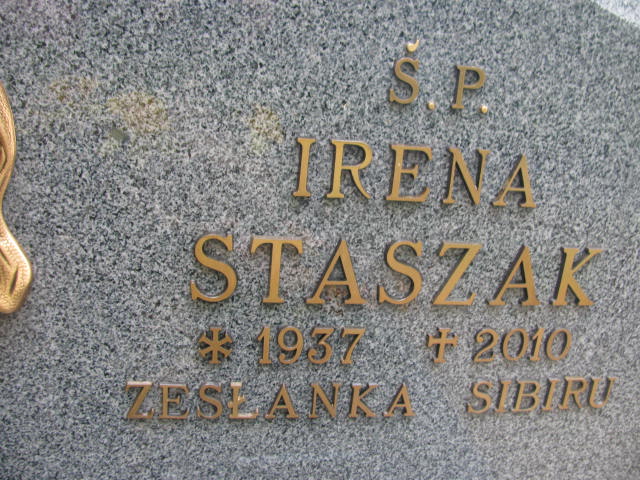 Ś.P.
IRENA
STASZAK
* 1937 ✝ 2010
ZESŁANKA SIBIRU